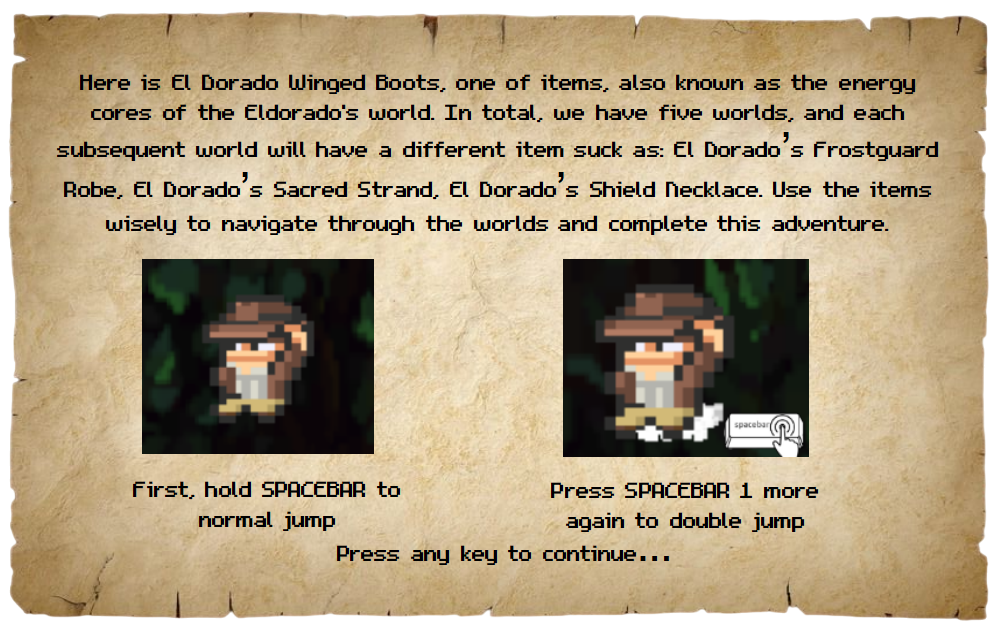 Here is El Dorado Winged Boots, one of items, also known as the energy
cores of the Eldorado's world. In total, we have five worlds, and each
subsequent world will have a different item suck as: El Dorado’s Frostguard
Robe, El Dorado’s Sacred Strand, El Dorado’s Shield Necklace. Use the items
wisely to navigate through the worlds and complete this adventure.
spacebar
First, hold SPACEBAR to
normal jump
Press SPACEBAR 1 more
again to double jump
Press any key to continue...